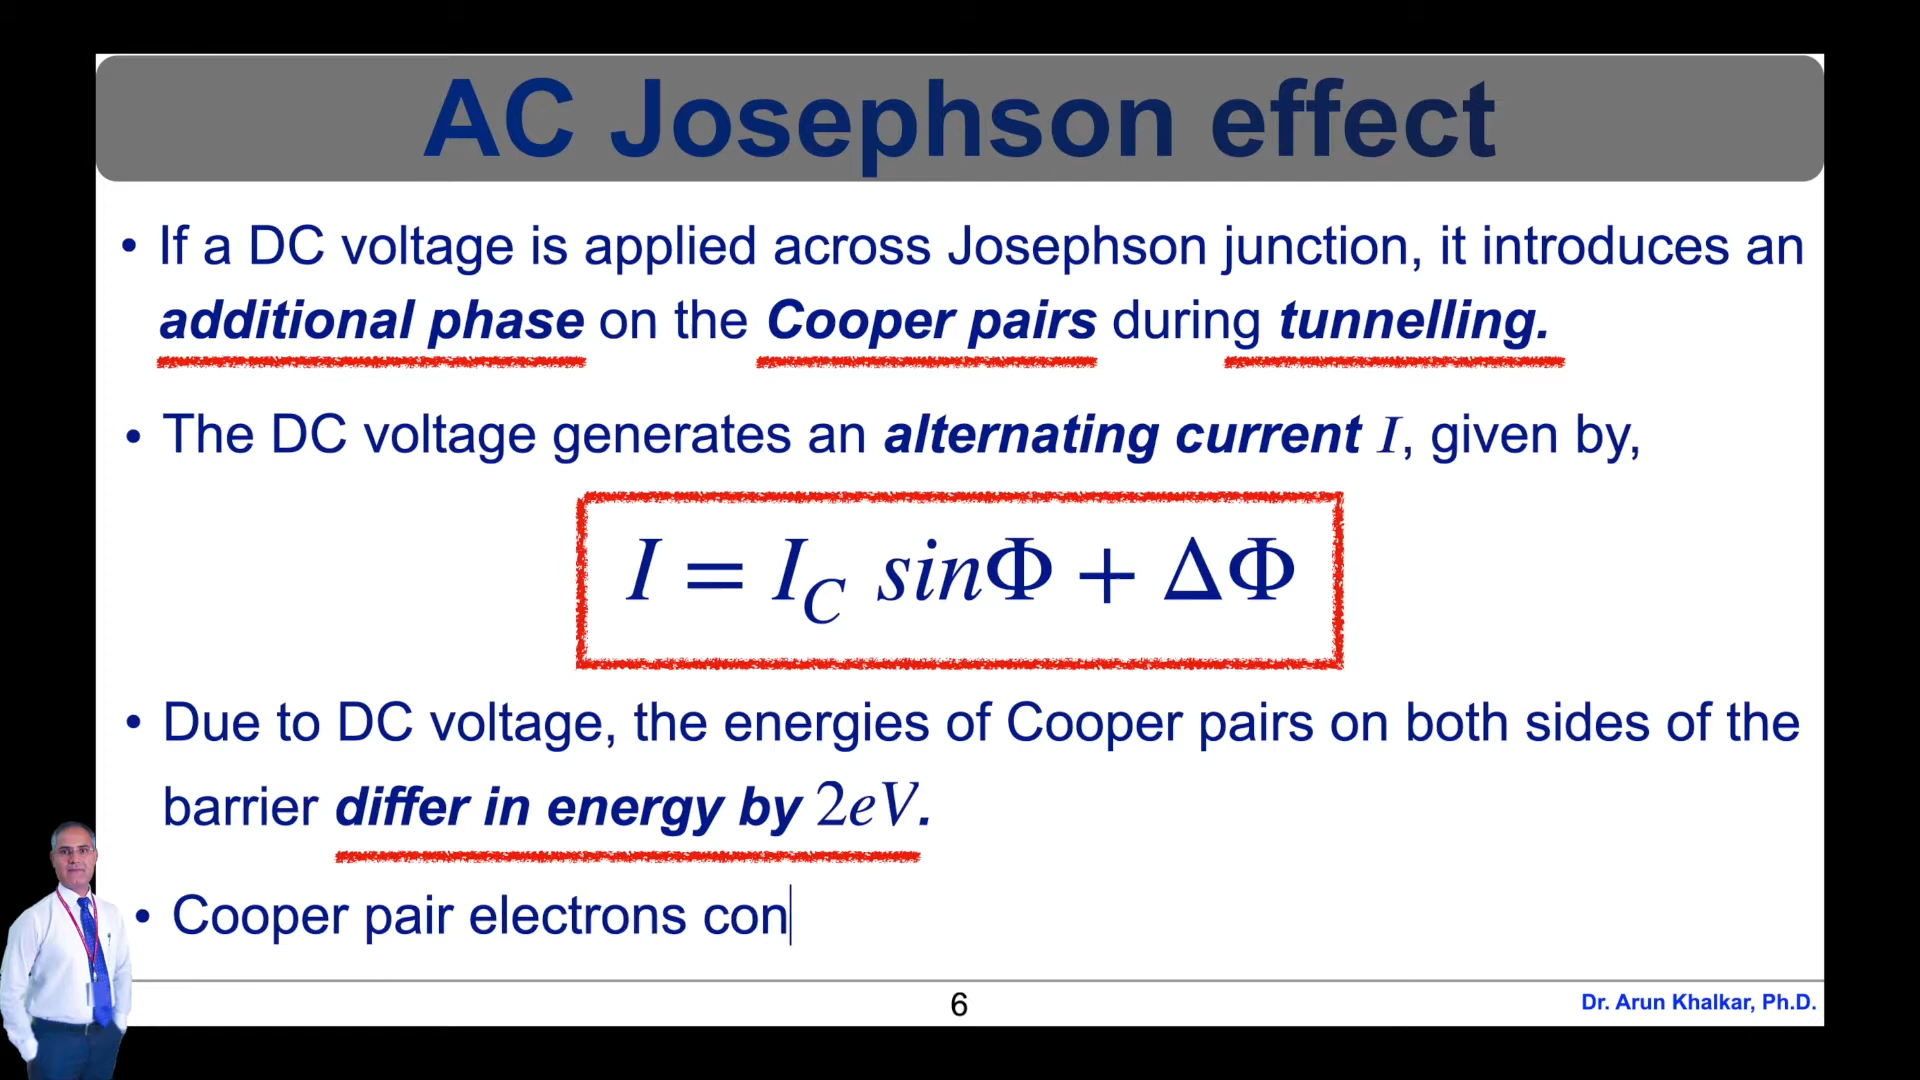 AC Josephson effect
• If a DC voltage is applied across Josephson junction, it introduces an
additional phase on the Cooper pairs during tunnelling.
• The DC voltage generates an alternating current I, given by,
I = I_C sinΦ + ΔΦ
• Due to DC voltage, the energies of Cooper pairs on both sides of the
barrier differ in energy by 2eV.
• Cooper pair electrons con
6
Dr. Arun Khalkar, Ph.D.